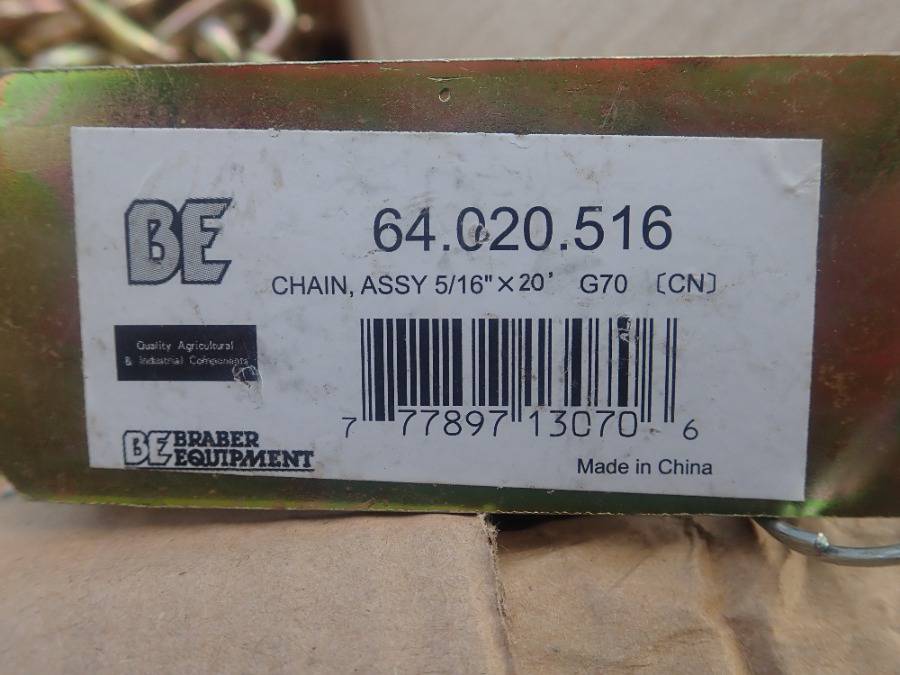 BE
64.020.516
CHAIN, ASSY 5/16"×20' G70 〔CN〕
Quality Agricultural
& Industrial Components
7 77897 13070 6
BE BRABER
EQUIPMENT
Made in China